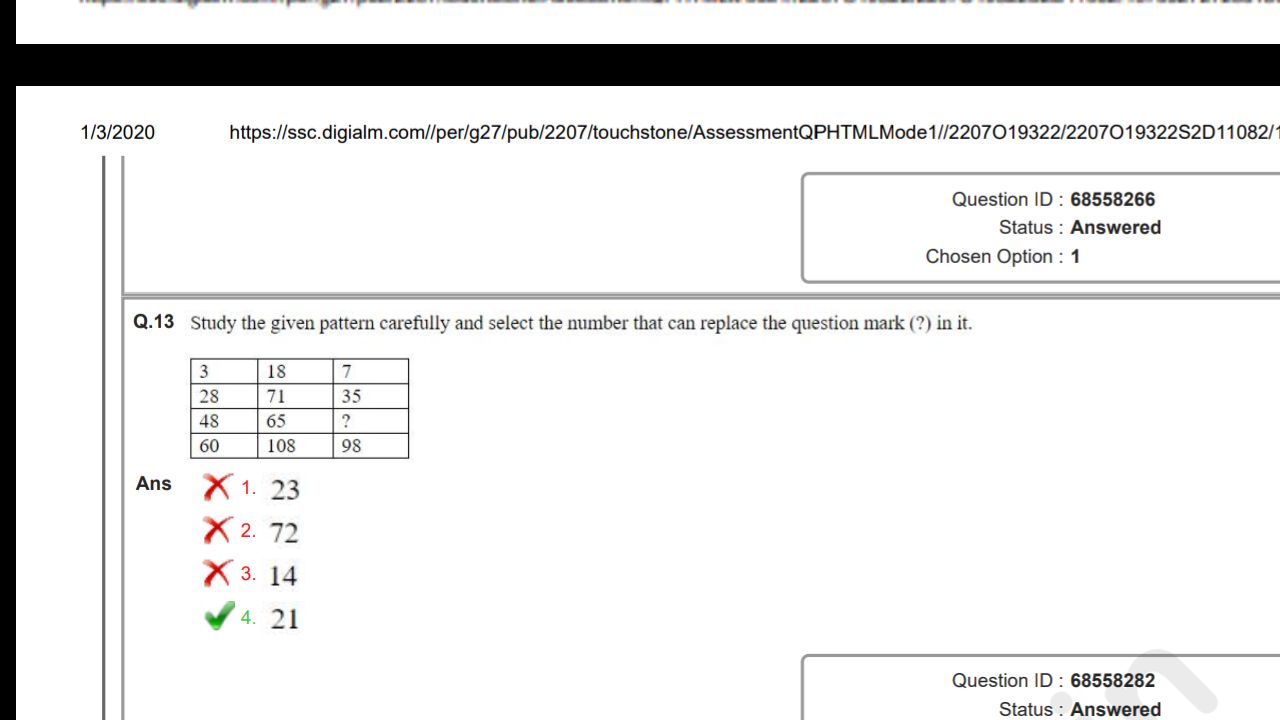 1/3/2020 https://ssc.digialm.com//per/g27/pub/2207/touchstone/AssessmentQPHTMLMode1//2207O19322/2207O19322S2D11082/1
Question ID : 68558266
Status : Answered
Chosen Option : 1
Q.13 Study the given pattern carefully and select the number that can replace the question mark (?) in it.
3 18 7
28 71 35
48 65 ?
60 108 98
Ans 1. 23
2. 72
3. 14
4. 21
Question ID : 68558282
Status : Answered